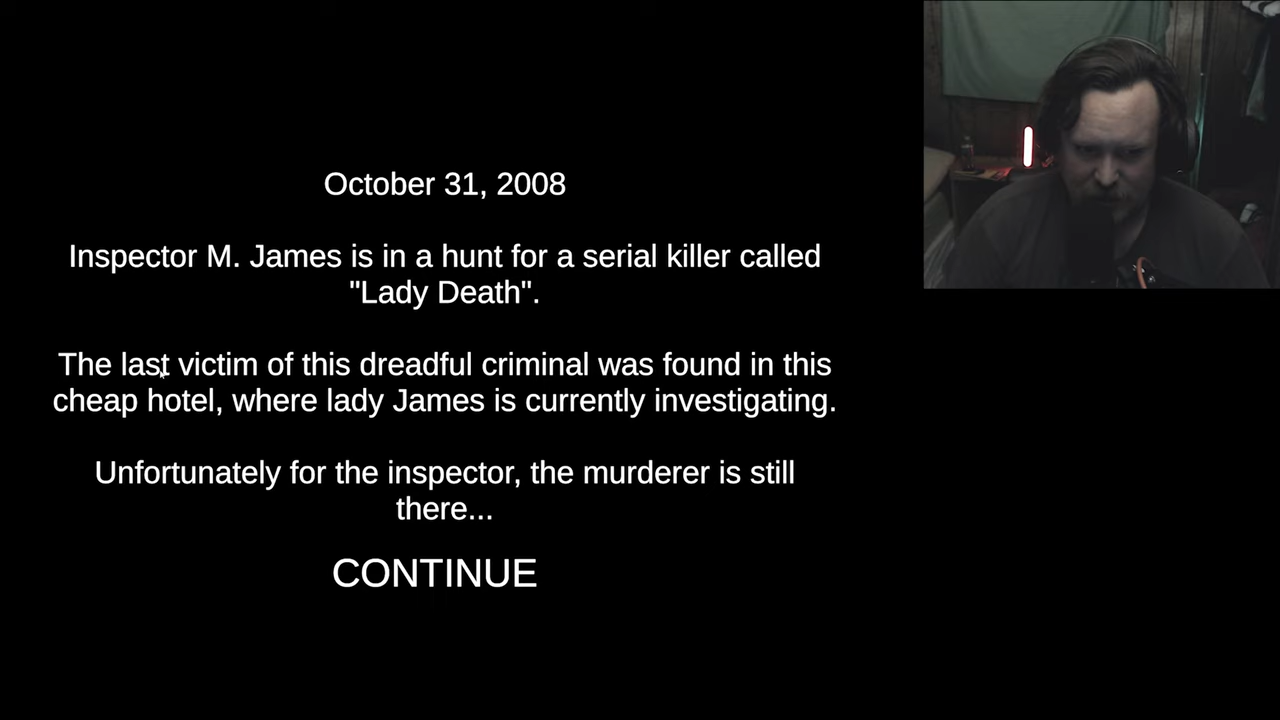 October 31, 2008
Inspector M. James is in a hunt for a serial killer called
"Lady Death".
The last victim of this dreadful criminal was found in this
cheap hotel, where lady James is currently investigating.
Unfortunately for the inspector, the murderer is still
there...
CONTINUE